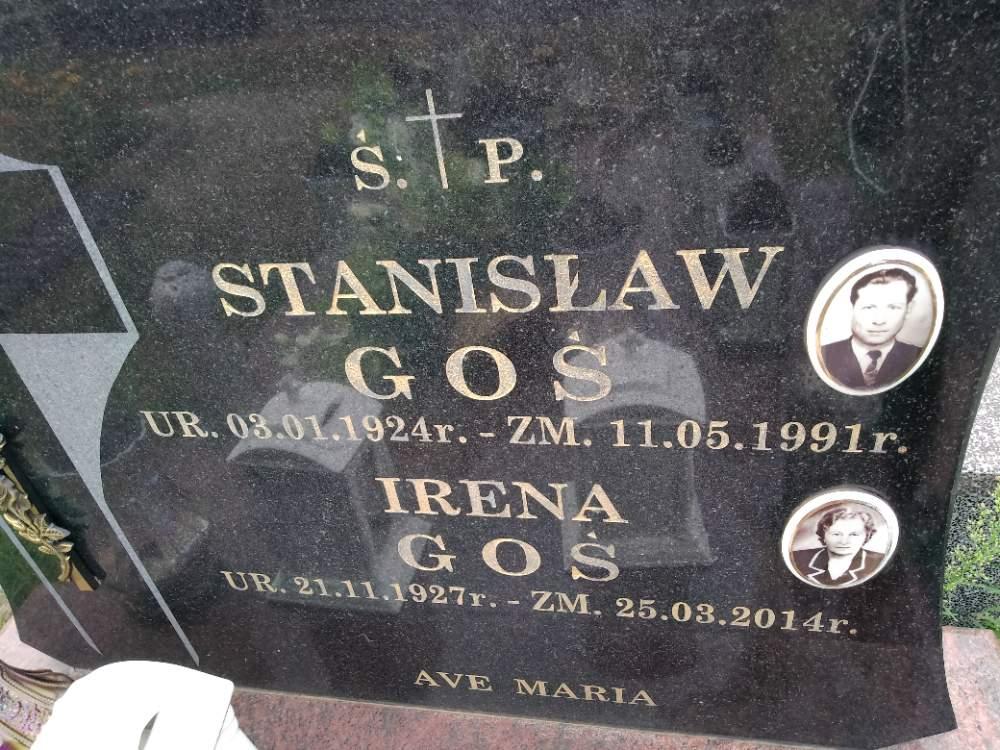 Ś. P.
STANISŁAW
GOŚ
UR. 03.01.1924r. - ZM. 11.05.1991r.
IRENA
GOŚ
UR. 21.11.1927r. - ZM. 25.03.2014r.
AVE MARIA